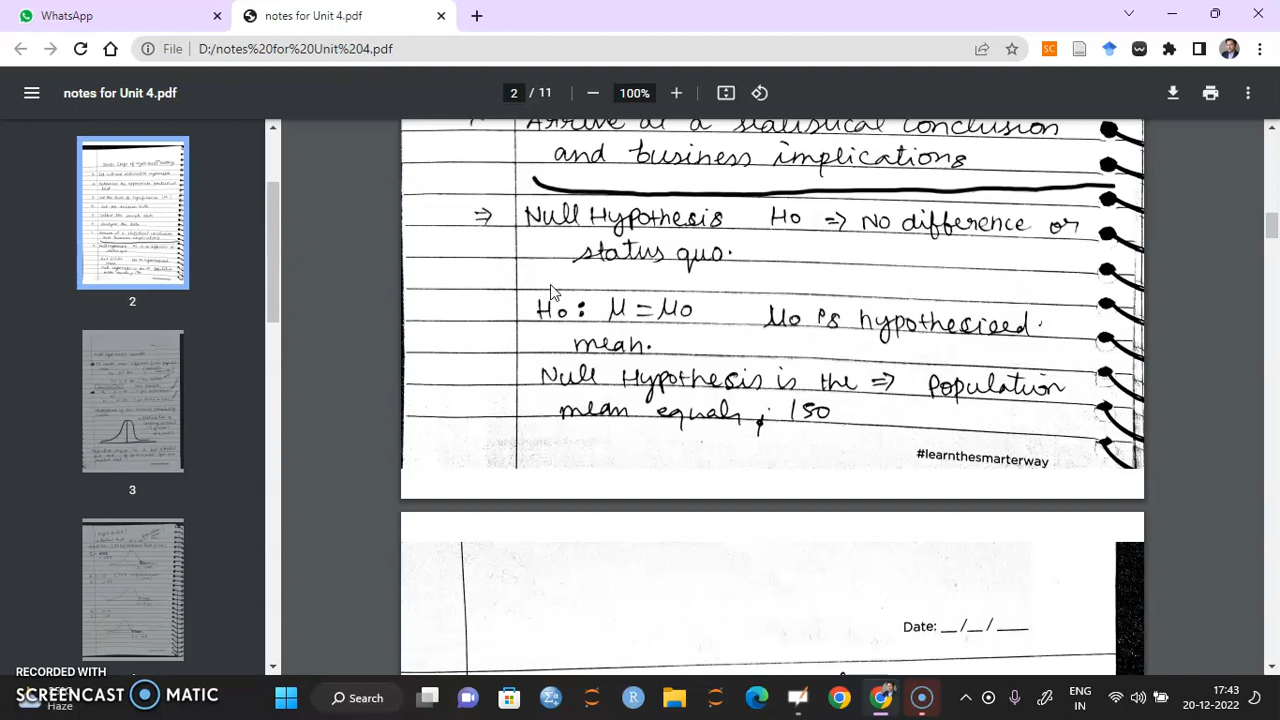 WhatsApp
notes for Unit 4.pdf
File D:/notes%20for%20Unit%204.pdf
notes for Unit 4.pdf
2 / 11
100%
Arrive at a statistical conclusion
and business implications
⇒ Null Hypothesis Ho ⇒ No difference or
status quo.
Ho : μ = μo μo is hypothesised.
mean.
Null Hypothesis is the ⇒ Population
mean equals, 150
#learnthesmarterway
Date: __ /__ / ____
2
3
RECORDED WITH
SCREENCAST MATIC
Haze
Search
ENG
IN
17:43
20-12-2022